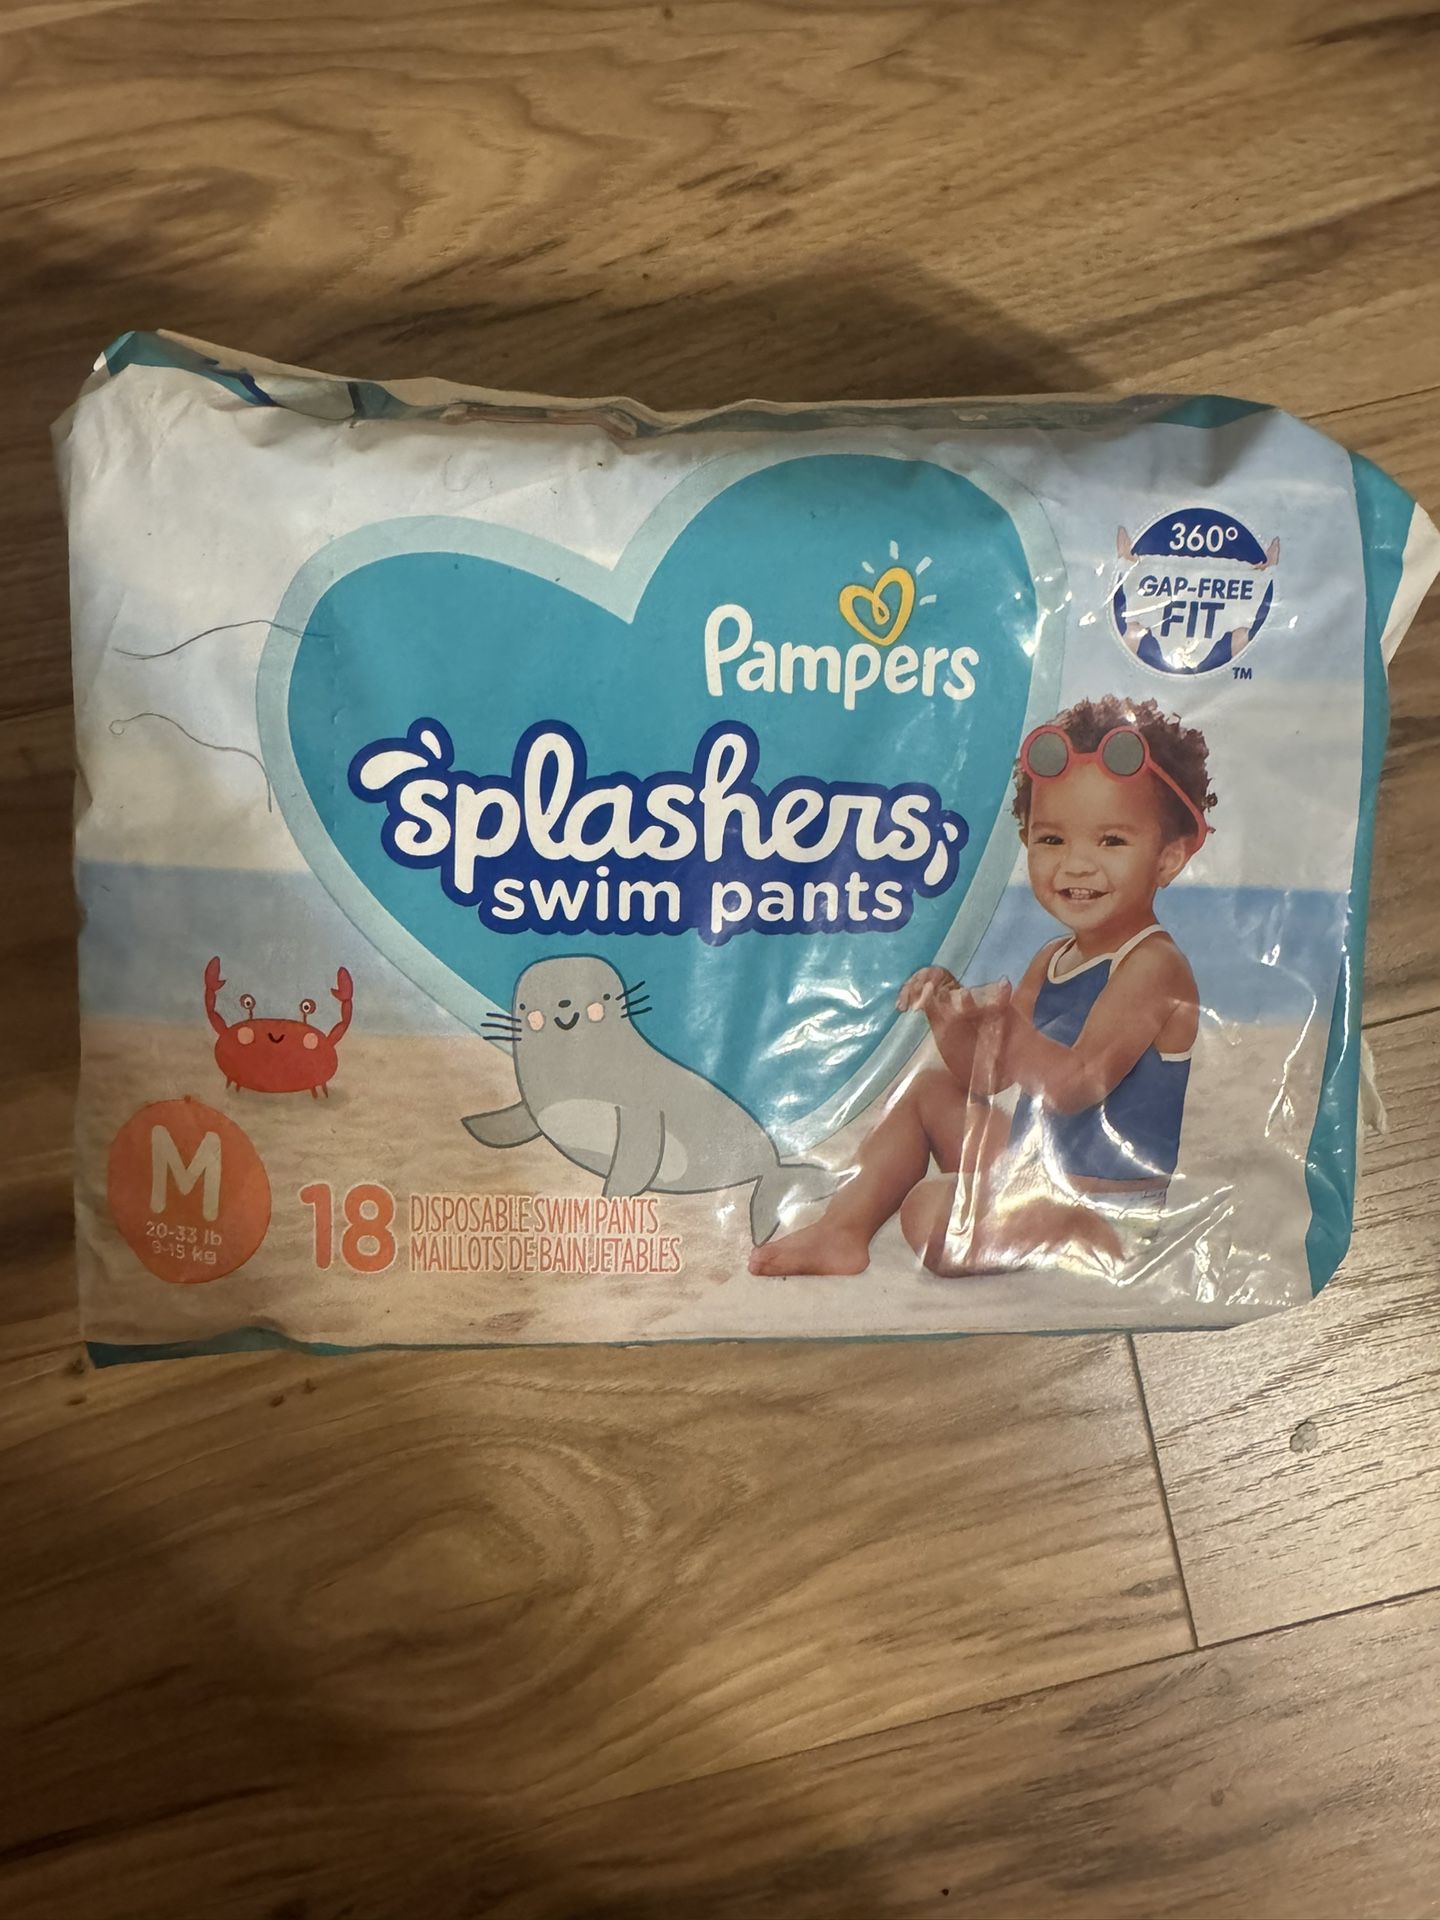 360°
GAP-FREE
FIT
TM
Pampers
splashers
swim pants
M
20-33 lb
9-15 kg
18
DISPOSABLE SWIM PANTS
MAILLOTS DE BAIN JETABLES